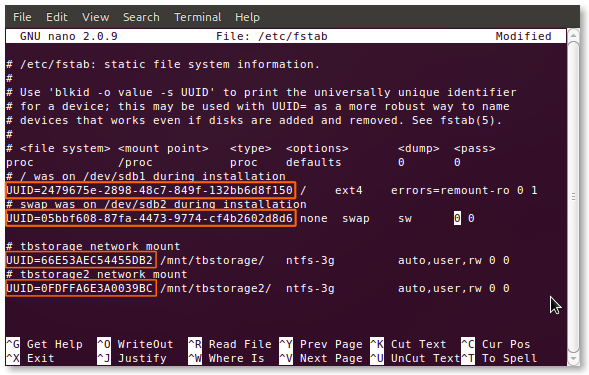 File Edit View Search Terminal Help
GNU nano 2.0.9 File: /etc/fstab Modified
# /etc/fstab: static file system information.
#
# Use 'blkid -o value -s UUID' to print the universally unique identifier
# for a device; this may be used with UUID= as a more robust way to name
# devices that works even if disks are added and removed. See fstab(5).
#
# <file system> <mount point> <type> <options> <dump> <pass>
proc /proc proc defaults 0 0
# / was on /dev/sdb1 during installation
UUID=2479675e-2898-48c7-849f-132bb6d8f150 / ext4 errors=remount-ro 0 1
# swap was on /dev/sdb2 during installation
UUID=05bbf608-87fa-4473-9774-cf4b2602d8d6 none swap sw 0 0
# tbstorage network mount
UUID=66E53AEC54455DB2 /mnt/tbstorage/ ntfs-3g auto,user,rw 0 0
# tbstorage2 network mount
UUID=0FDFFA6E3A0039BC /mnt/tbstorage2/ ntfs-3g auto,user,rw 0 0
^G Get Help ^O WriteOut ^R Read File ^Y Prev Page ^K Cut Text ^C Cur Pos
^X Exit ^J Justify ^W Where Is ^V Next Page ^U UnCut Text ^T To Spell